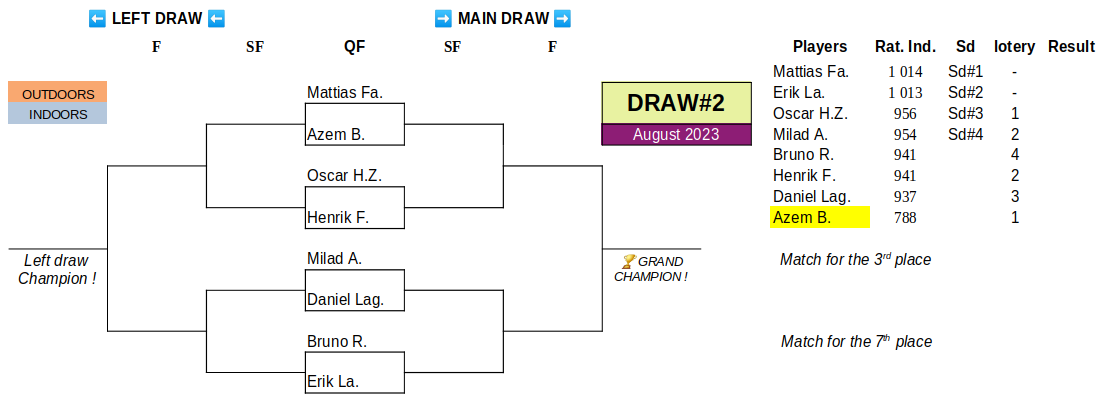 ⬅ LEFT DRAW ⬅
➡ MAIN DRAW ➡
F SF QF SF F
OUTDOORS
INDOORS
Mattias Fa.
Azem B.
Oscar H.Z.
Henrik F.
Milad A.
Daniel Lag.
Bruno R.
Erik La.
Left draw
Champion !
DRAW#2
August 2023
🏆GRAND
CHAMPION !
Players Rat. Ind. Sd lotery Result
Mattias Fa. 1 014 Sd#1 -
Erik La. 1 013 Sd#2 -
Oscar H.Z. 956 Sd#3 1
Milad A. 954 Sd#4 2
Bruno R. 941 4
Henrik F. 941 2
Daniel Lag. 937 3
Azem B. 788 1
Match for the 3rd place
Match for the 7th place